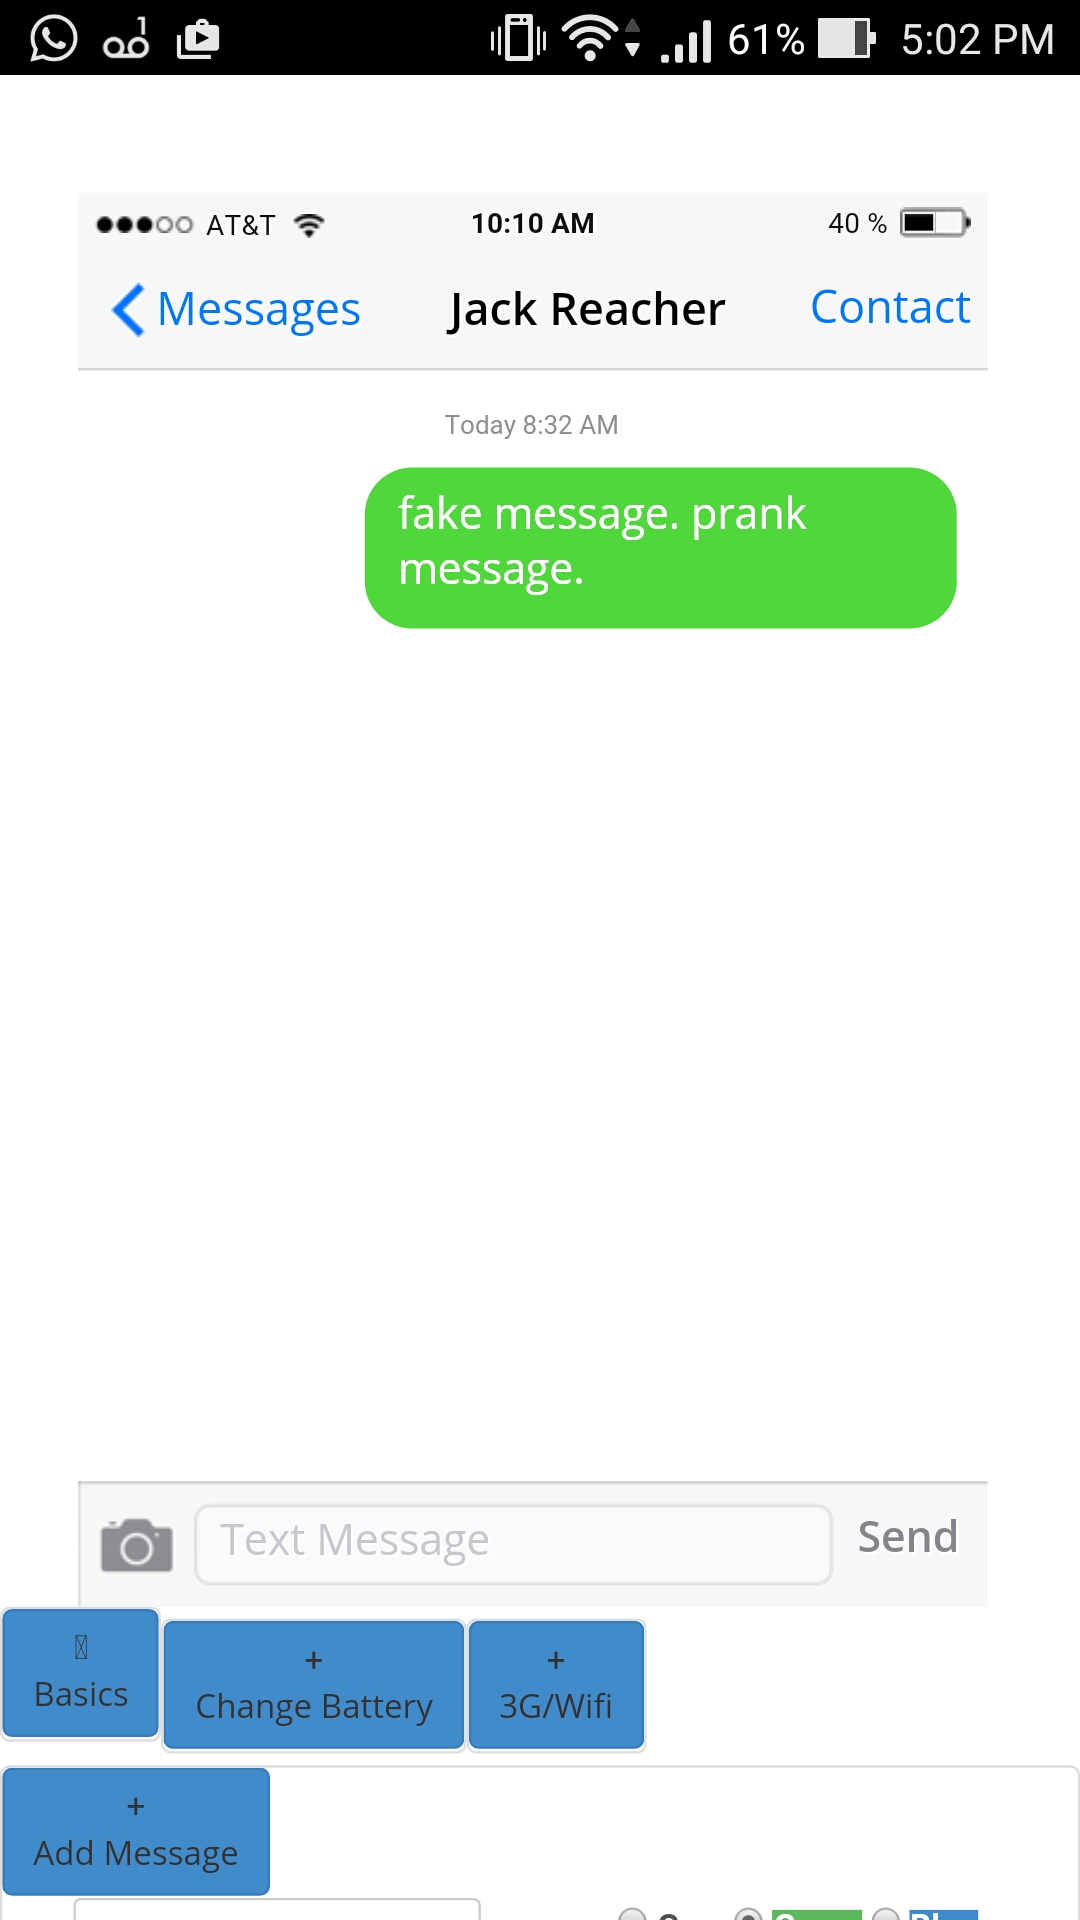 61% 5:02 PM
AT&T 10:10 AM 40 %
Messages Jack Reacher Contact
Today 8:32 AM
fake message. prank
message.
Text Message Send
+ +
Basics Change Battery 3G/Wifi
+
Add Message